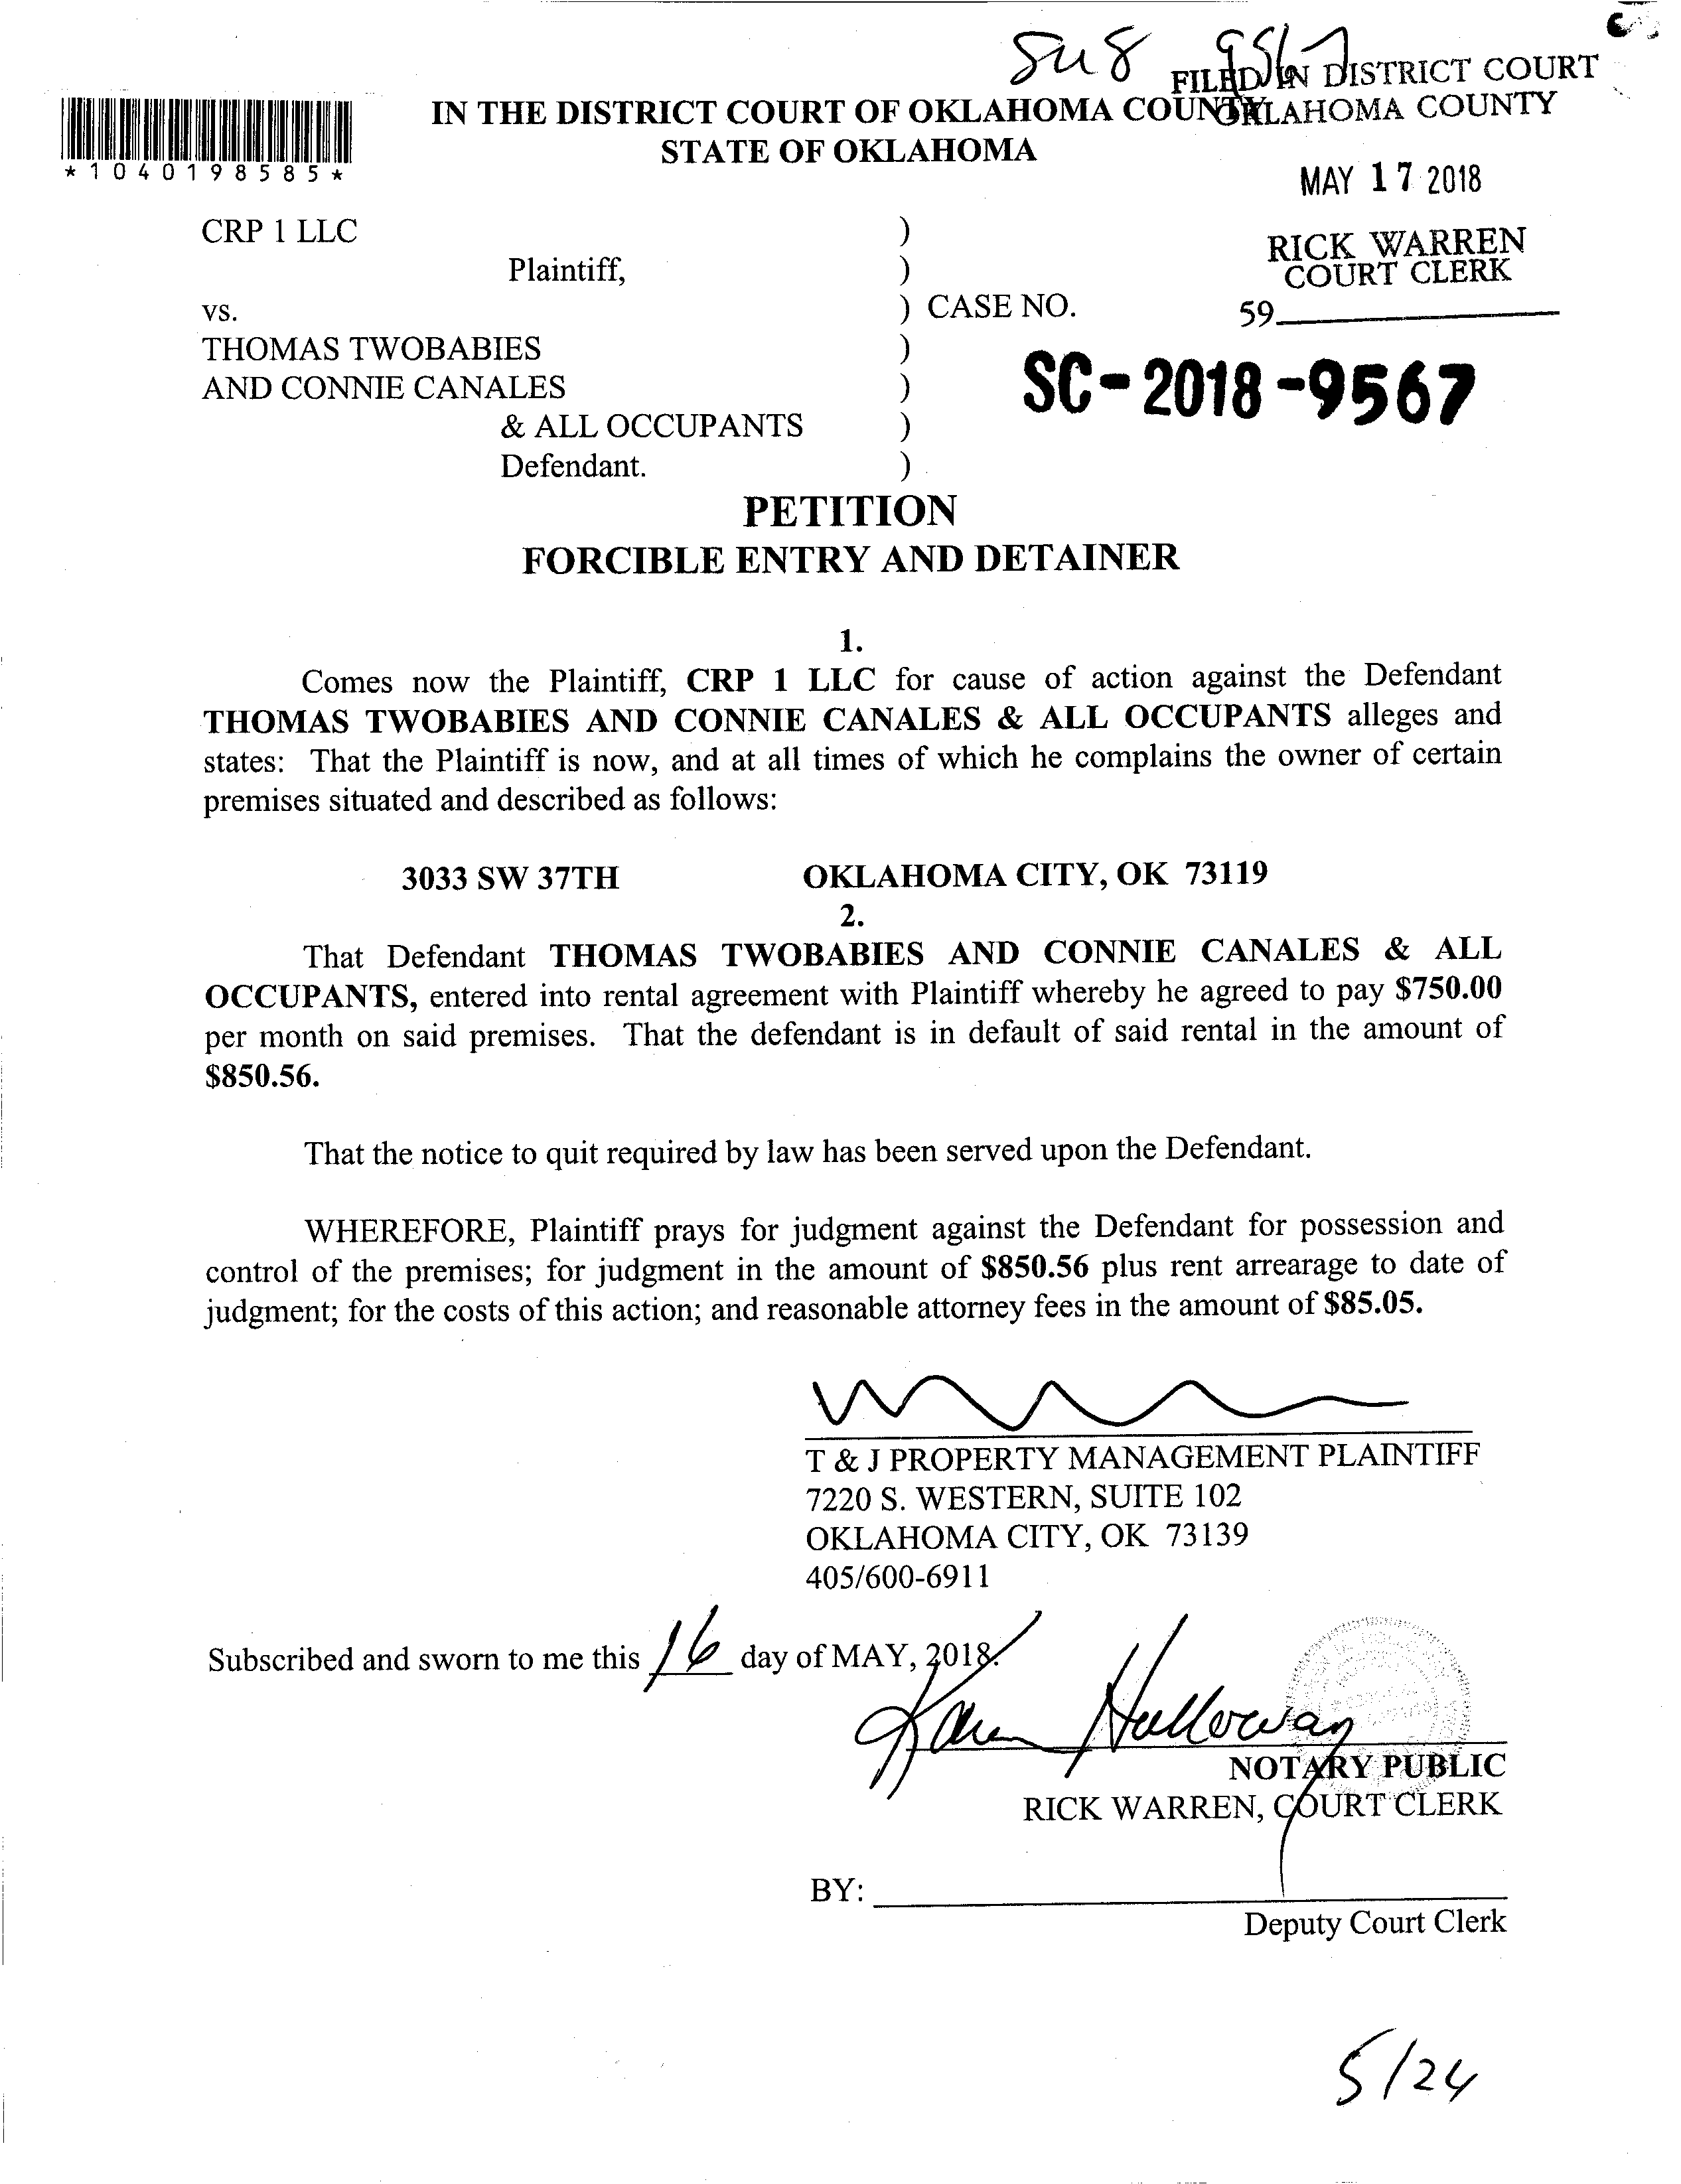 SU8 9567
FILED IN DISTRICT COURT
OKLAHOMA COUNTY
IN THE DISTRICT COURT OF OKLAHOMA COUNTY
STATE OF OKLAHOMA
*1040198585*
MAY 17 2018
RICK WARREN
COURT CLERK
59
CRP 1 LLC )
Plaintiff, )
vs. ) CASE NO.
THOMAS TWOBABIES )
AND CONNIE CANALES )
& ALL OCCUPANTS )
Defendant. )
SC-2018-9567
PETITION
FORCIBLE ENTRY AND DETAINER
1.
Comes now the Plaintiff, CRP 1 LLC for cause of action against the Defendant
THOMAS TWOBABIES AND CONNIE CANALES & ALL OCCUPANTS alleges and
states: That the Plaintiff is now, and at all times of which he complains the owner of certain
premises situated and described as follows:
3033 SW 37TH OKLAHOMA CITY, OK 73119
2.
That Defendant THOMAS TWOBABIES AND CONNIE CANALES & ALL
OCCUPANTS, entered into rental agreement with Plaintiff whereby he agreed to pay $750.00
per month on said premises. That the defendant is in default of said rental in the amount of
$850.56.
That the notice to quit required by law has been served upon the Defendant.
WHEREFORE, Plaintiff prays for judgment against the Defendant for possession and
control of the premises; for judgment in the amount of $850.56 plus rent arrearage to date of
judgment; for the costs of this action; and reasonable attorney fees in the amount of $85.05.
T & J PROPERTY MANAGEMENT PLAINTIFF
7220 S. WESTERN, SUITE 102
OKLAHOMA CITY, OK 73139
405/600-6911
Subscribed and sworn to me this 16 day of MAY, 2018.
Karen Holloway
NOTARY PUBLIC
RICK WARREN, COURT CLERK
BY:
Deputy Court Clerk
5/24